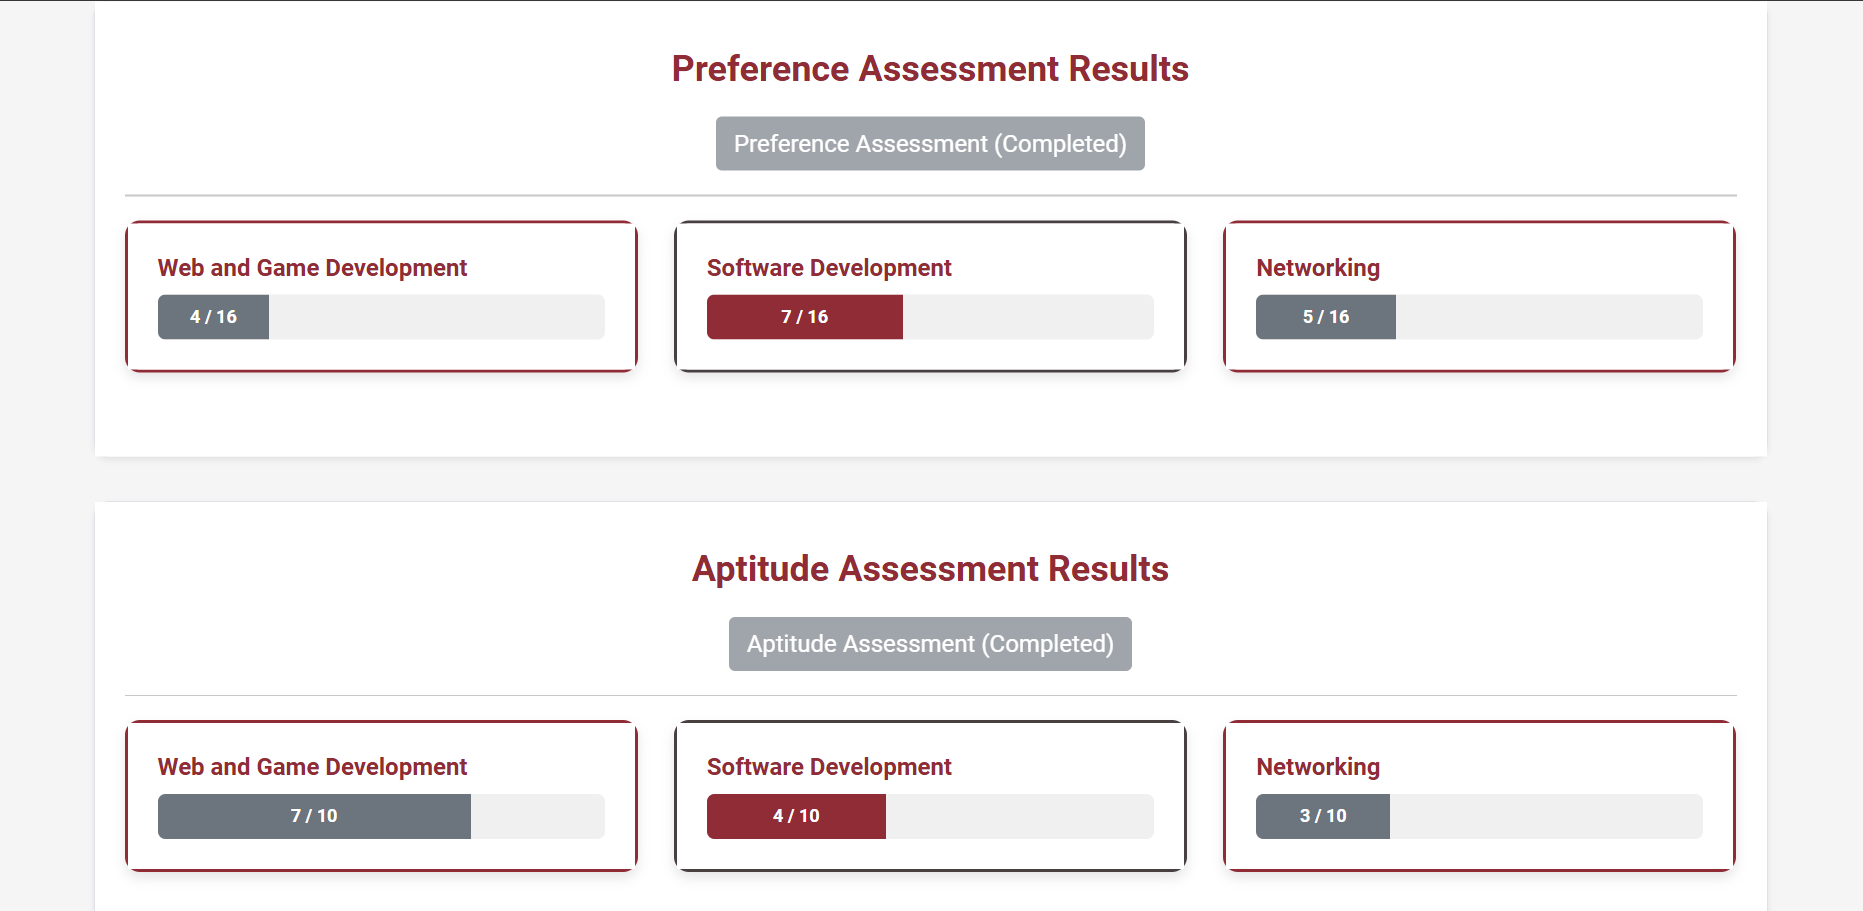 Preference Assessment Results
Preference Assessment (Completed)
Web and Game Development
4 / 16
Software Development
7 / 16
Networking
5 / 16
Aptitude Assessment Results
Aptitude Assessment (Completed)
Web and Game Development
7 / 10
Software Development
4 / 10
Networking
3 / 10